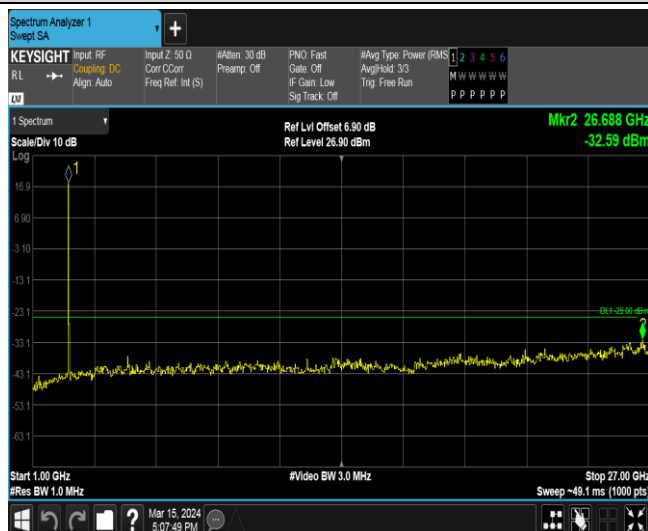 Spectrum Analyzer 1
Swept SA
+
KEYSIGHT
RL
LXI
Input: RF
Coupling: DC
Align: Auto
Input Z: 50 Ω
Corr CCorr
Freq Ref: Int (S)
#Atten: 30 dB
Preamp: Off
PNO: Fast
Gate: Off
IF Gain: Low
Sig Track: Off
#Avg Type: Power (RMS
Avg|Hold: 3/3
Trig: Free Run
1 2 3 4 5 6
M W W W W W
P P P P P P
1 Spectrum
Scale/Div 10 dB
Ref Lvl Offset 6.90 dB
Ref Level 26.90 dBm
Mkr2 26.688 GHz
-32.59 dBm
Log
1
16.9
6.90
-3.10
-13.1
-23.1
DL1 -25.00 dBm
2
-33.1
-43.1
-53.1
-63.1
Start 1.00 GHz
#Video BW 3.0 MHz
Stop 27.00 GHz
#Res BW 1.0 MHz
Sweep ~49.1 ms (1000 pts)
?
Mar 15, 2024
5:07:49 PM